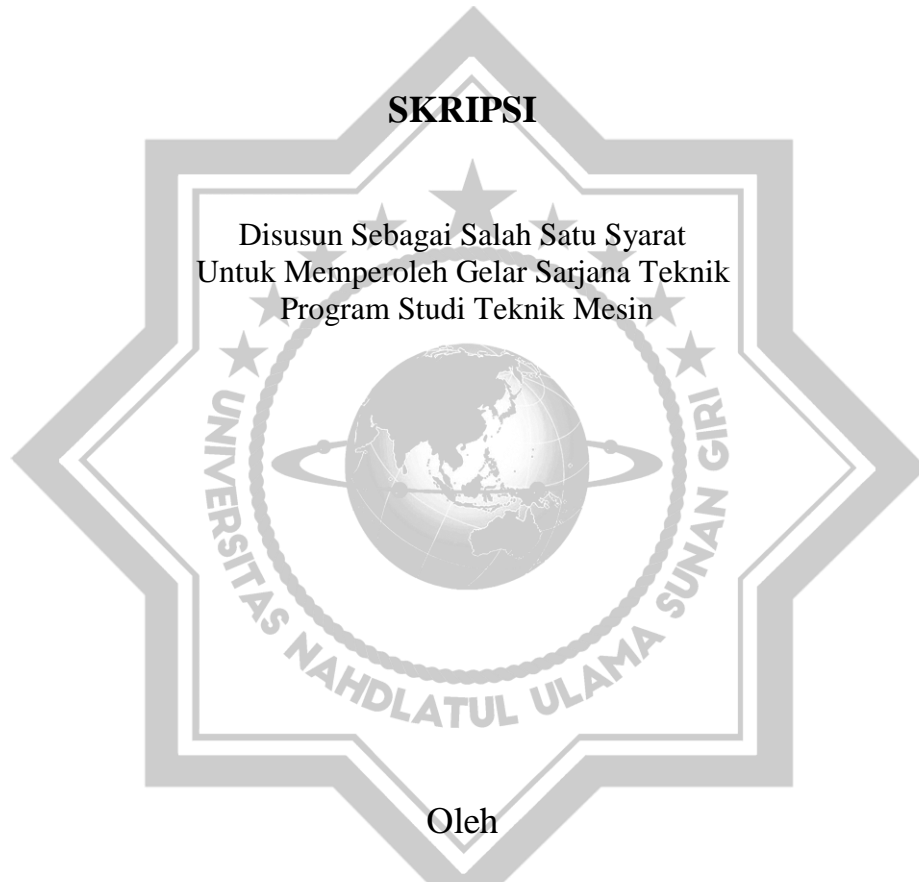 SKRIPSI
Disusun Sebagai Salah Satu Syarat
Untuk Memperoleh Gelar Sarjana Teknik
Program Studi Teknik Mesin
UNIVERSITAS NAHDLATUL ULAMA SUNAN GIRI
Oleh